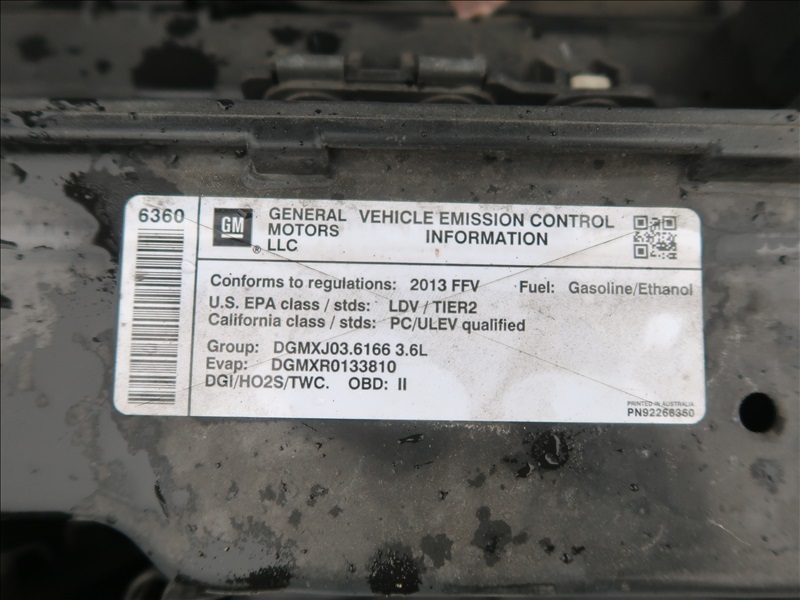 6360
GM
®
GENERAL
MOTORS
LLC
VEHICLE EMISSION CONTROL
INFORMATION
Conforms to regulations: 2013 FFV Fuel: Gasoline/Ethanol
U.S. EPA class / stds: LDV / TIER2
California class / stds: PC/ULEV qualified
Group: DGMXJ03.6166 3.6L
Evap: DGMXR0133810
DGI/HO2S/TWC. OBD: II
PRINTED IN AUSTRALIA
PN92266360